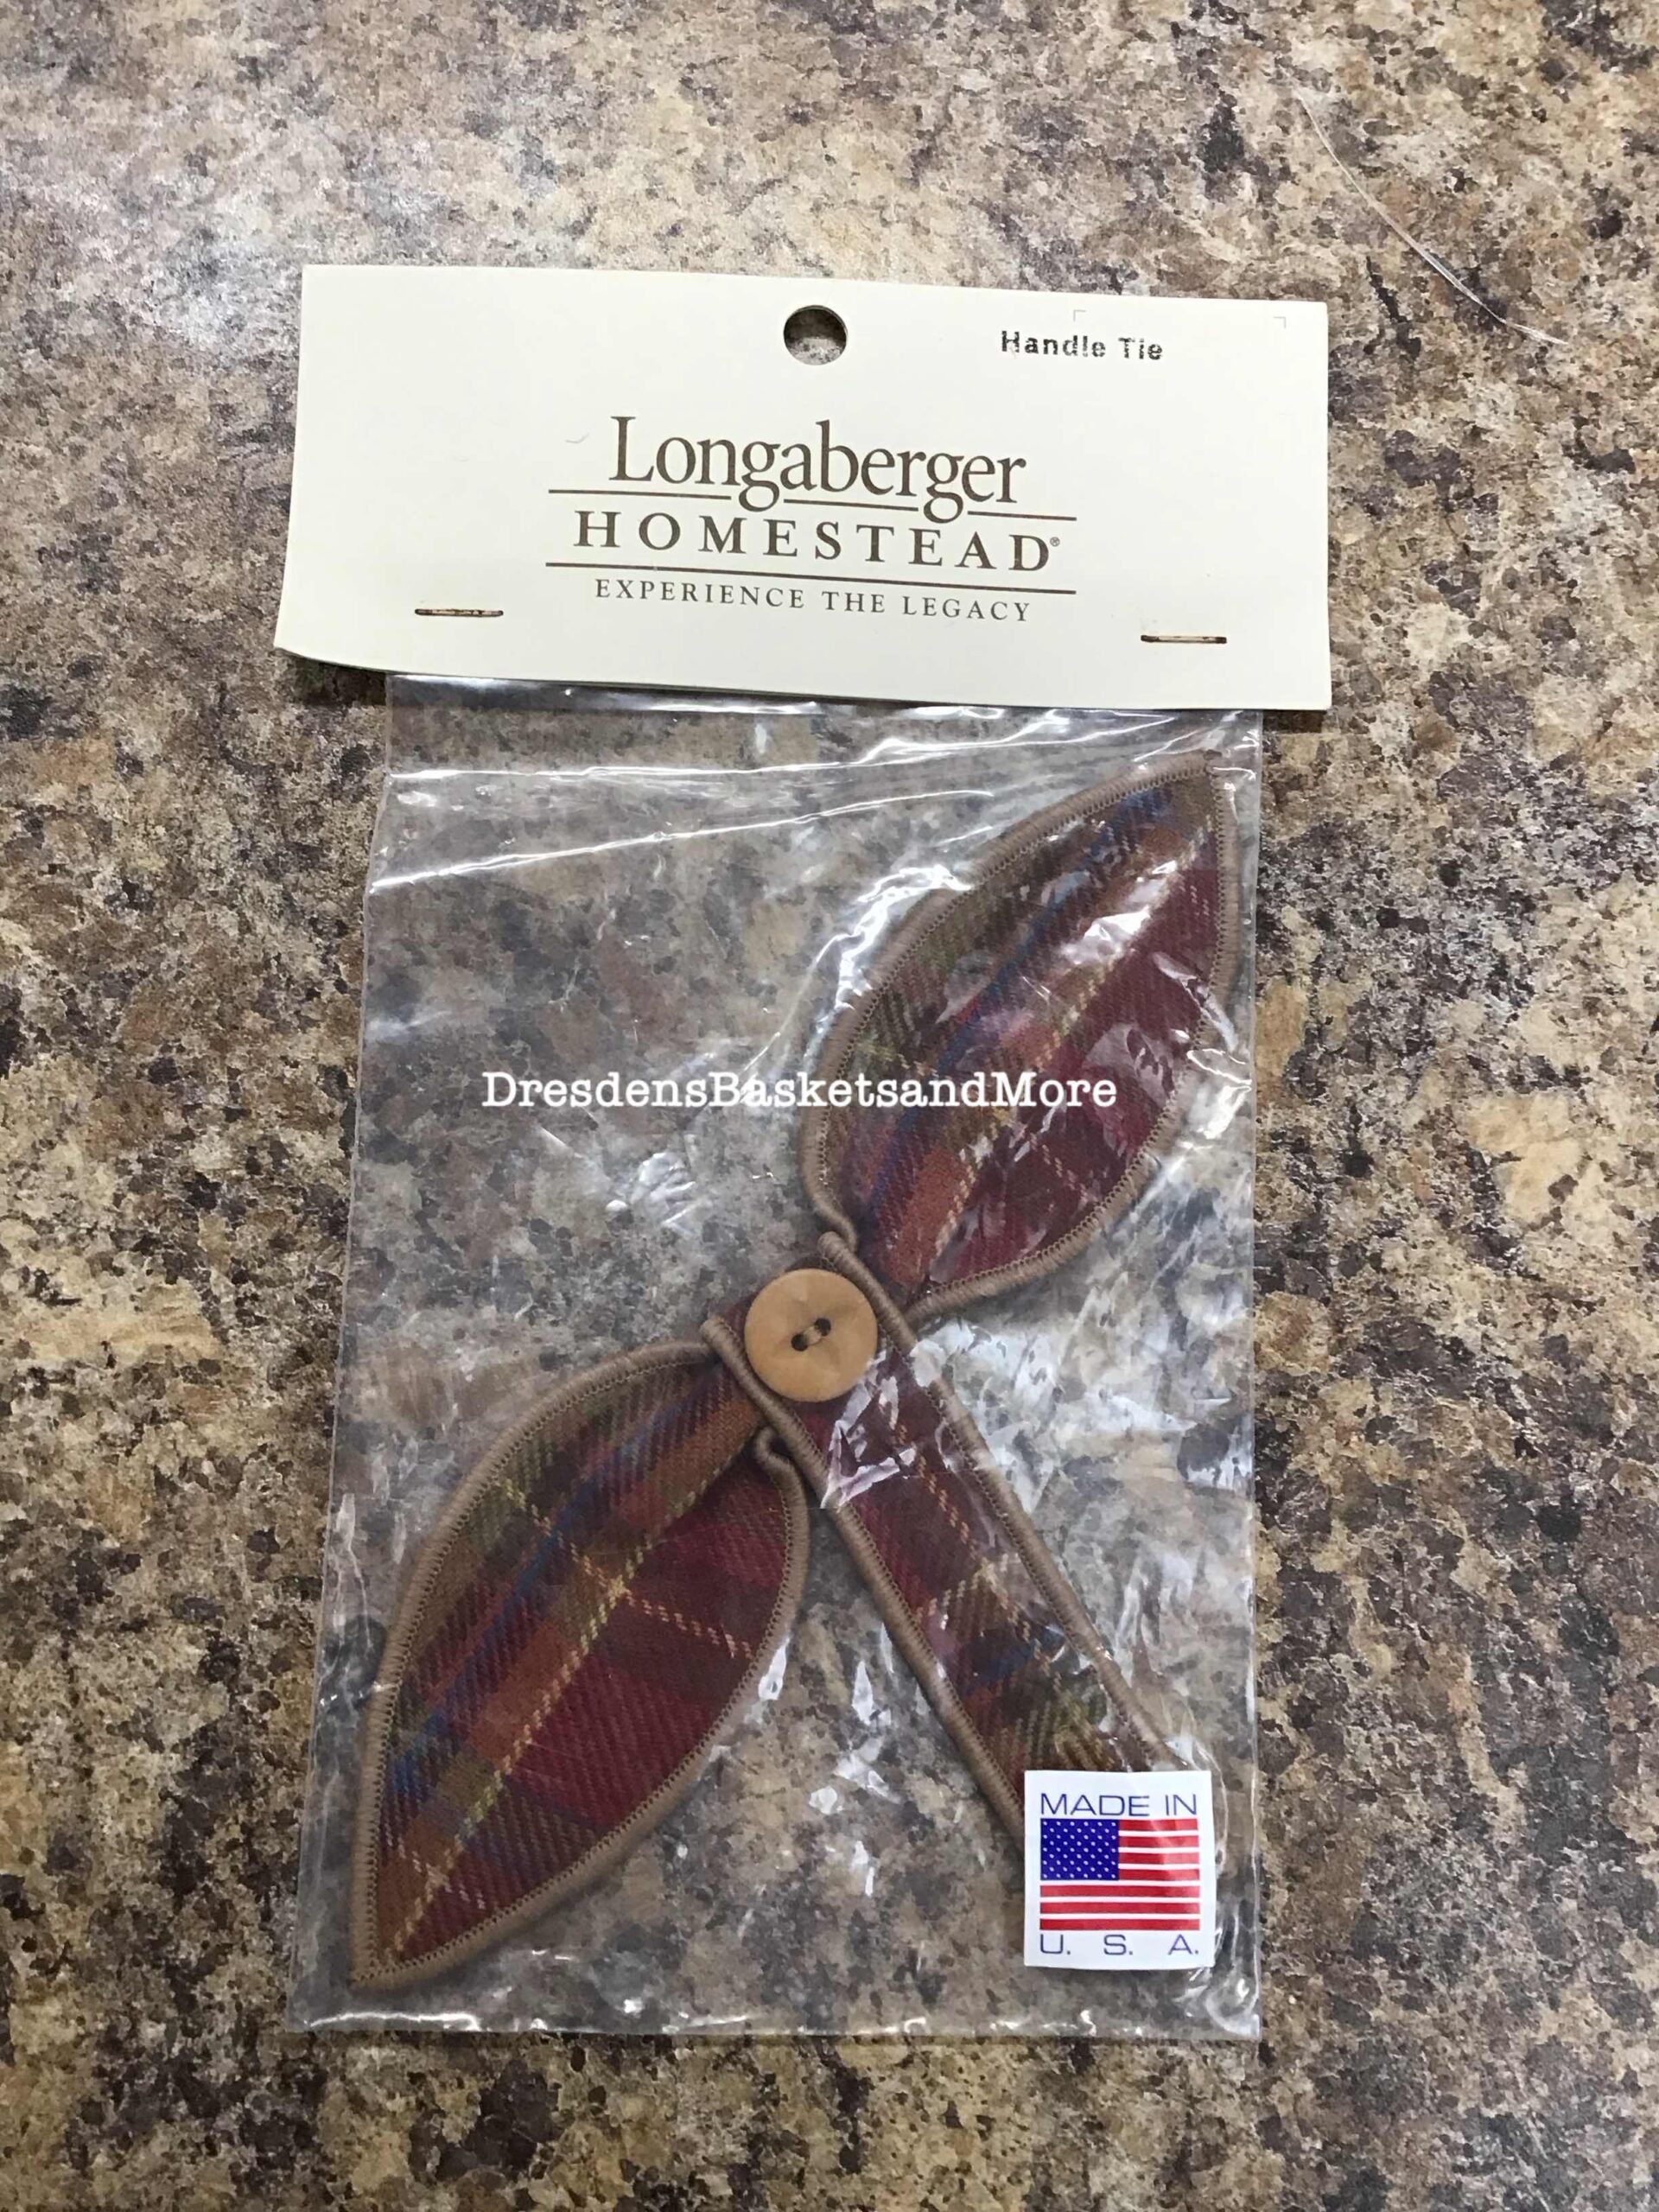 Handle Tie
Longaberger
HOMESTEAD®
EXPERIENCE THE LEGACY
DresdensBasketsandMore
MADE IN
U. S. A.